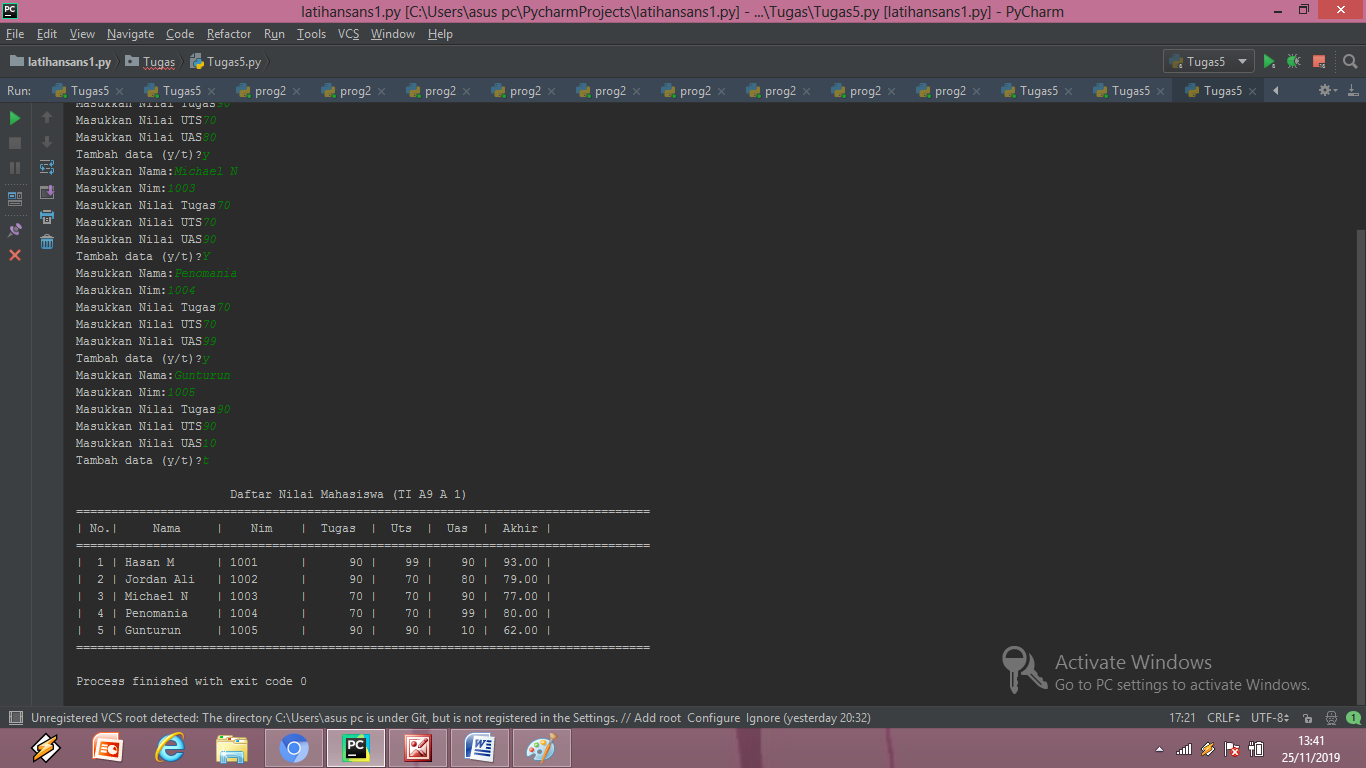 PC latihansans1.py [C:\Users\asus pc\PycharmProjects\latihansans1.py] - ...\Tugas\Tugas5.py [latihansans1.py] - PyCharm
File Edit View Navigate Code Refactor Run Tools VCS Window Help
latihansans1.py Tugas Tugas5.py Tugas5
Run: Tugas5 Tugas5 prog2 prog2 prog2 prog2 prog2 prog2 prog2 prog2 prog2 Tugas5 Tugas5 Tugas5
Masukkan Nilai Tugas90
Masukkan Nilai UTS70
Masukkan Nilai UAS80
Tambah data (y/t)?y
Masukkan Nama:Michael N
Masukkan Nim:1003
Masukkan Nilai Tugas70
Masukkan Nilai UTS70
Masukkan Nilai UAS90
Tambah data (y/t)?Y
Masukkan Nama:Penomania
Masukkan Nim:1004
Masukkan Nilai Tugas70
Masukkan Nilai UTS70
Masukkan Nilai UAS99
Tambah data (y/t)?y
Masukkan Nama:Gunturun
Masukkan Nim:1005
Masukkan Nilai Tugas90
Masukkan Nilai UTS90
Masukkan Nilai UAS10
Tambah data (y/t)?t
Daftar Nilai Mahasiswa (TI A9 A 1)
==================================================================================
| No.| Nama | Nim | Tugas | Uts | Uas | Akhir |
==================================================================================
| 1 | Hasan M | 1001 | 90 | 99 | 90 | 93.00 |
| 2 | Jordan Ali | 1002 | 90 | 70 | 80 | 79.00 |
| 3 | Michael N | 1003 | 70 | 70 | 90 | 77.00 |
| 4 | Penomania | 1004 | 70 | 70 | 99 | 80.00 |
| 5 | Gunturun | 1005 | 90 | 90 | 10 | 62.00 |
==================================================================================
Process finished with exit code 0
Activate Windows
Go to PC settings to activate Windows.
Unregistered VCS root detected: The directory C:\Users\asus pc is under Git, but is not registered in the Settings. // Add root Configure Ignore (yesterday 20:32) 17:21 CRLF UTF-8 1
13:41
25/11/2019